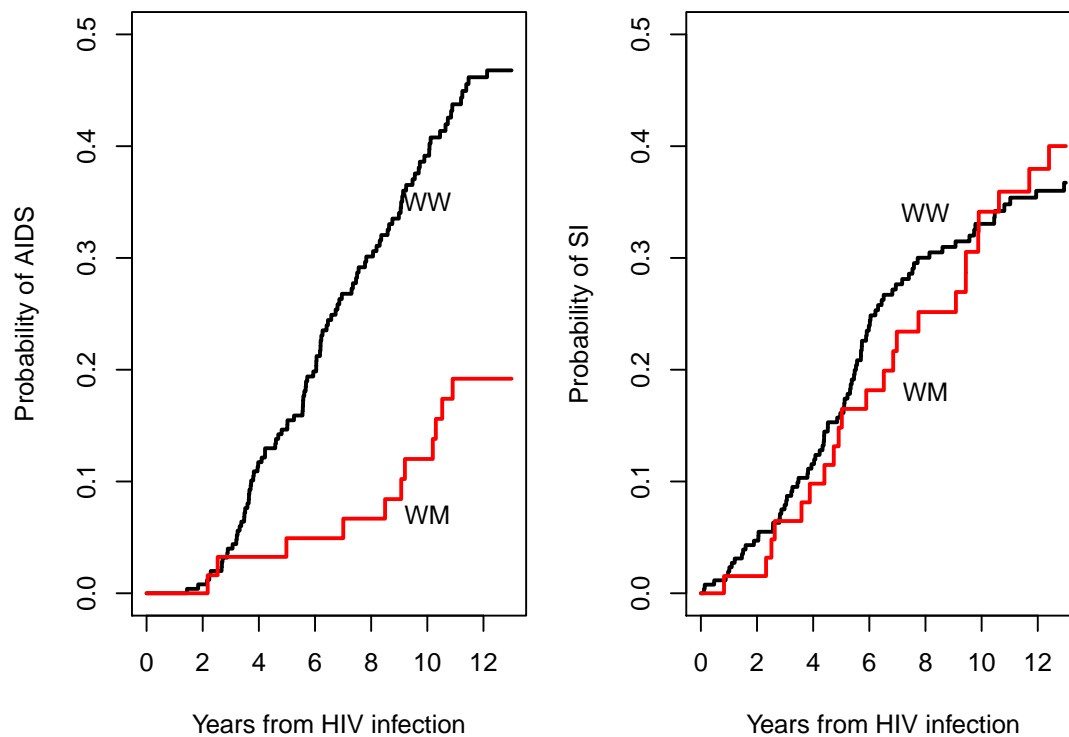 Probability of AIDS
0.5
0.4
0.3
0.2
0.1
0.0
WW
WM
0 2 4 6 8 10 12
Years from HIV infection
Probability of SI
0.5
0.4
0.3
0.2
0.1
0.0
WW
WM
0 2 4 6 8 10 12
Years from HIV infection